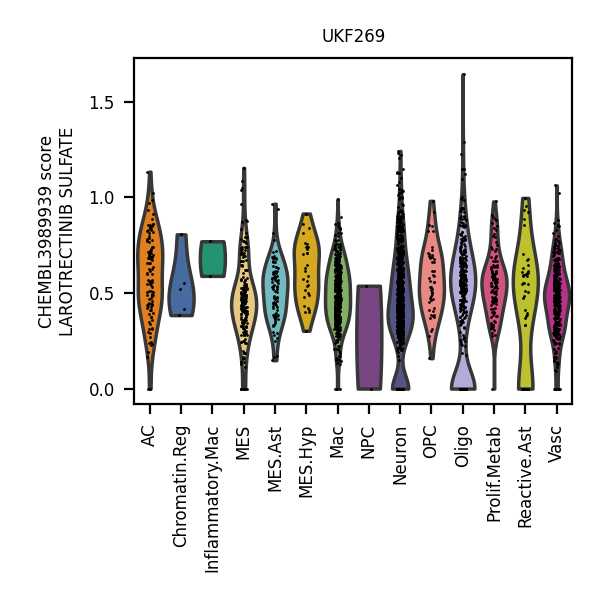 UKF269
CHEMBL3989939 score
LAROTRECTINIB SULFATE
1.5
1.0
0.5
0.0
AC
Chromatin.Reg
Inflammatory.Mac
MES
MES.Ast
MES.Hyp
Mac
NPC
Neuron
OPC
Oligo
Prolif.Metab
Reactive.Ast
Vasc